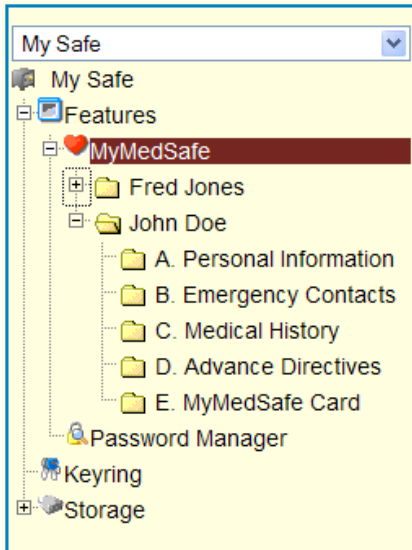 My Safe
My Safe
Features
MyMedSafe
Fred Jones
John Doe
A. Personal Information
B. Emergency Contacts
C. Medical History
D. Advance Directives
E. MyMedSafe Card
Password Manager
Keyring
Storage